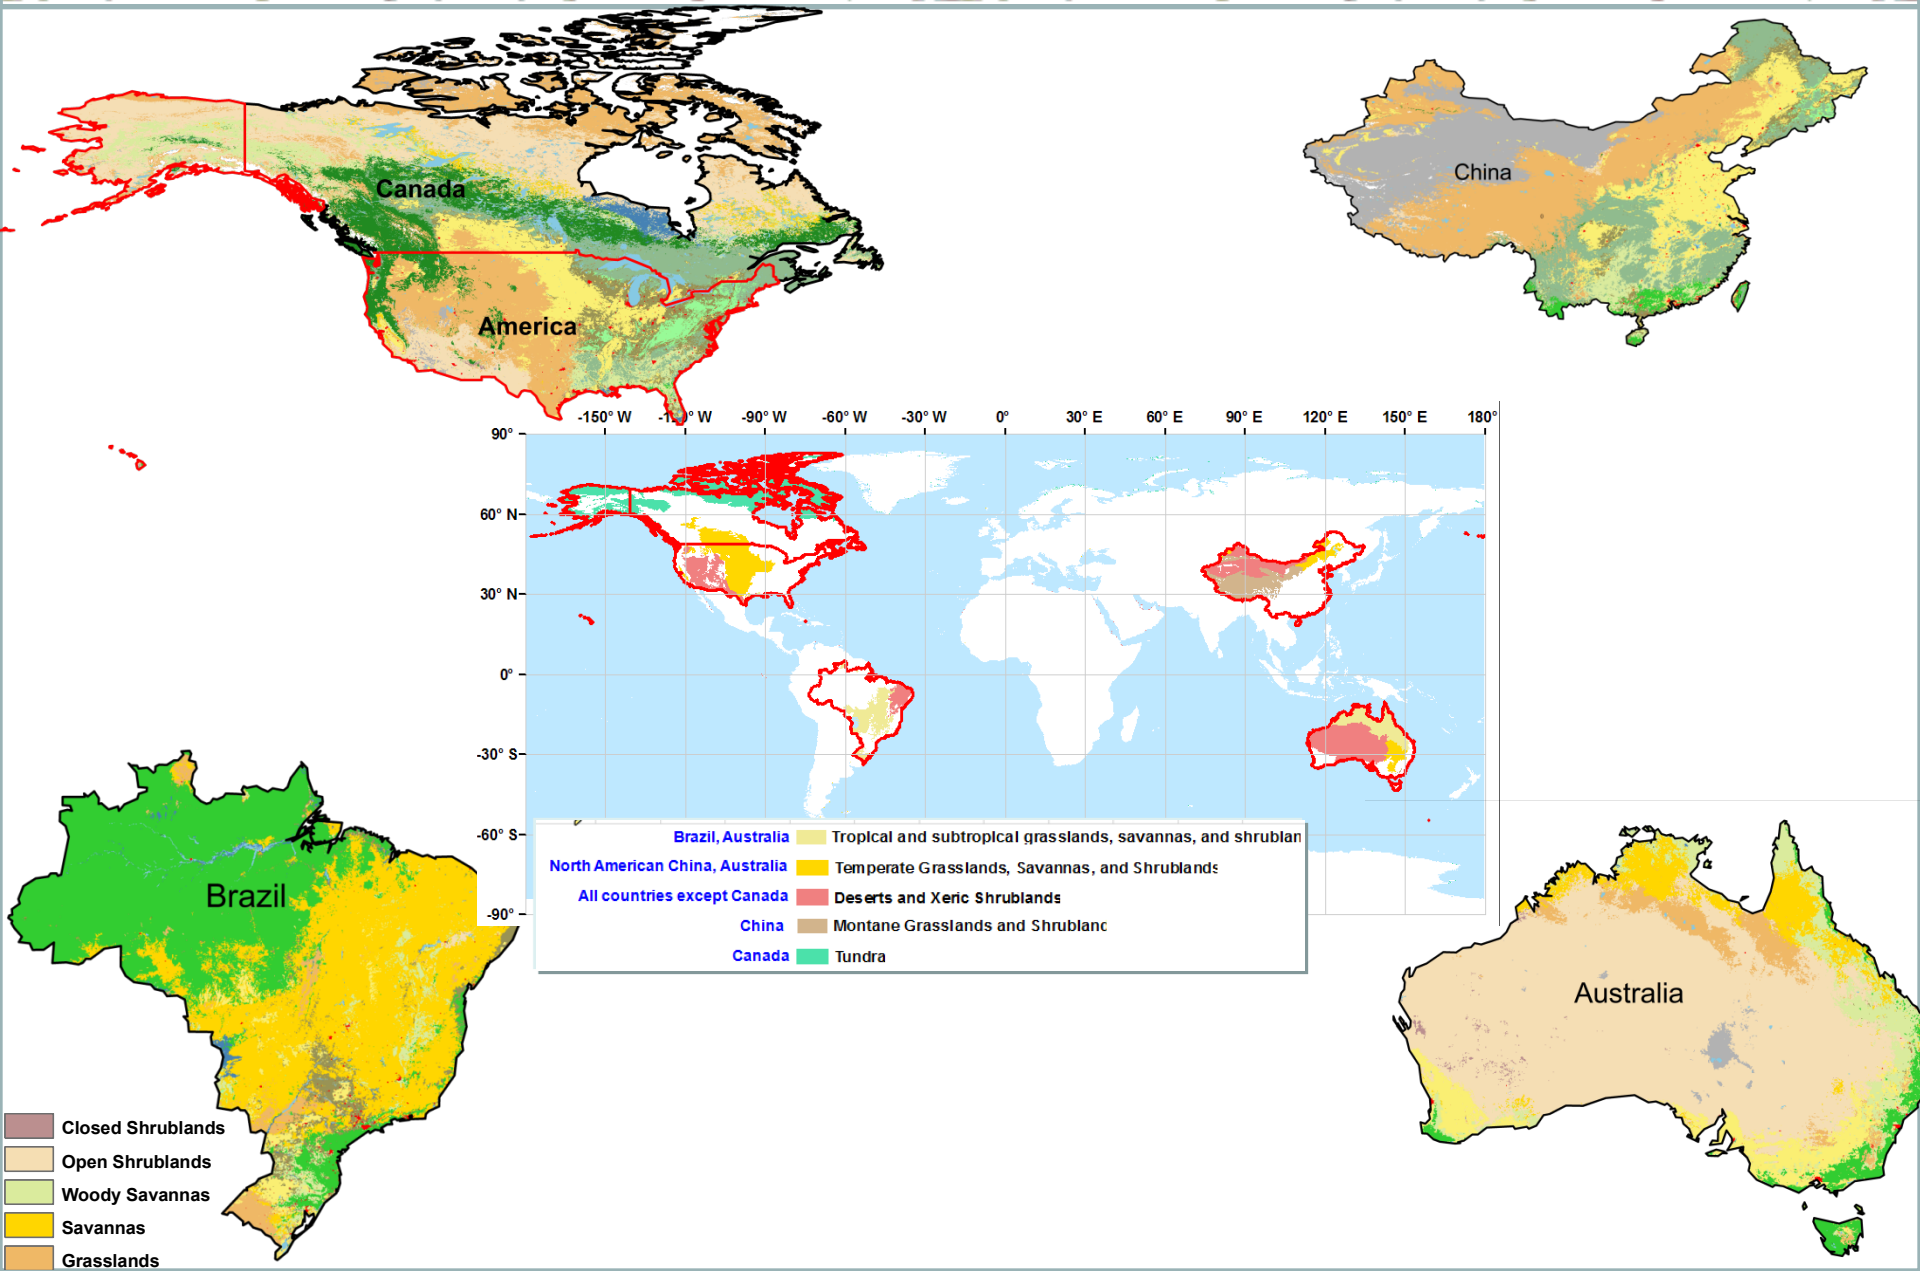 Canada
China
America
-150° W
-90° W
-60° W
-30° W
0°
30° E
60° E
90° E
120° E
150° E
180°
90°
60° N
30° N
0°
-30° S
-60° S
-90°
Brazil, Australia Tropical and subtropical grasslands, savannas, and shrublan
North American China, Australia Temperate Grasslands, Savannas, and Shrublands
All countries except Canada Deserts and Xeric Shrublands
China Montane Grasslands and Shrubland
Canada Tundra
Brazil
Australia
Closed Shrublands
Open Shrublands
Woody Savannas
Savannas
Grasslands